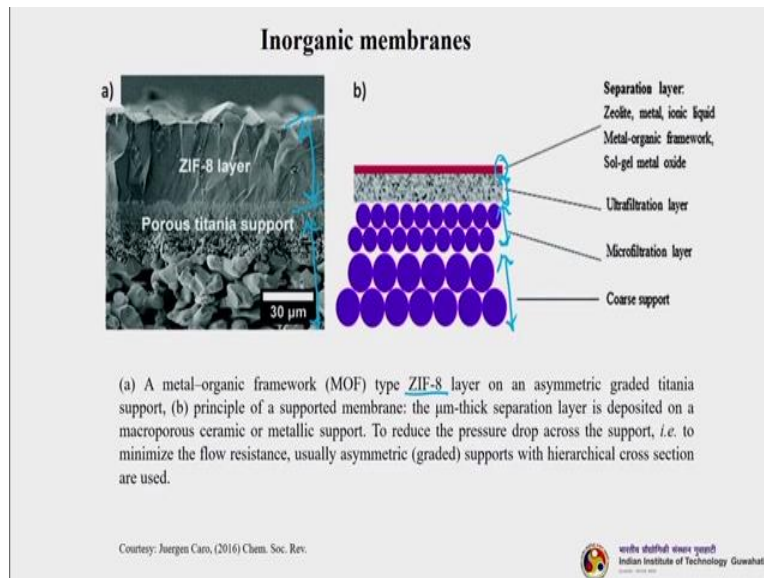 Inorganic membranes
a)
ZIF-8 layer
Porous titania support
30 µm
b)
Separation layer:
Zeolite, metal, ionic liquid
Metal-organic framework,
Sol-gel metal oxide
Ultrafiltration layer
Microfiltration layer
Coarse support
(a) A metal–organic framework (MOF) type ZIF-8 layer on an asymmetric graded titania
support, (b) principle of a supported membrane: the µm-thick separation layer is deposited on a
macroporous ceramic or metallic support. To reduce the pressure drop across the support, i.e. to
minimize the flow resistance, usually asymmetric (graded) supports with hierarchical cross section
are used.
Courtesy: Juergen Caro, (2016) Chem. Soc. Rev.
भारतीय प्रौद्योगिकी संस्थान गुवाहाटी
Indian Institute of Technology Guwahati